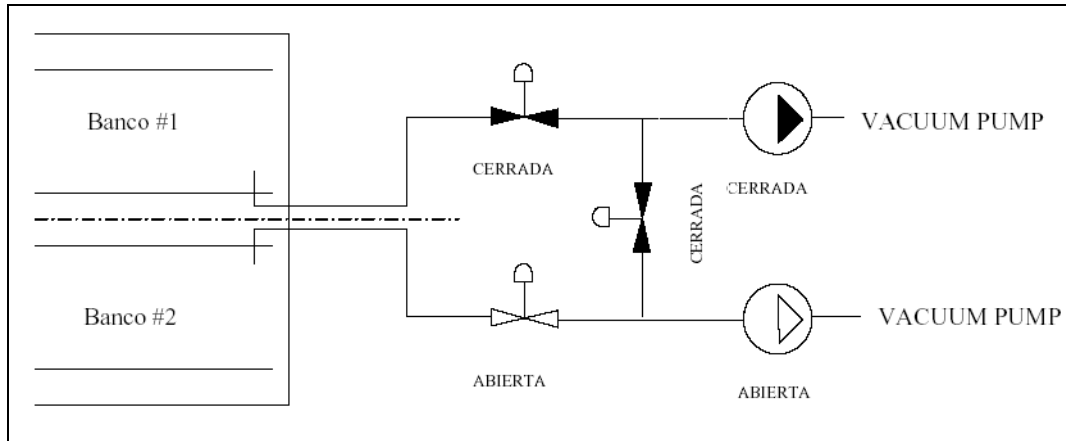 Banco #1
CERRADA
CERRADA
CERRADA
VACUUM PUMP
Banco #2
ABIERTA
ABIERTA
VACUUM PUMP